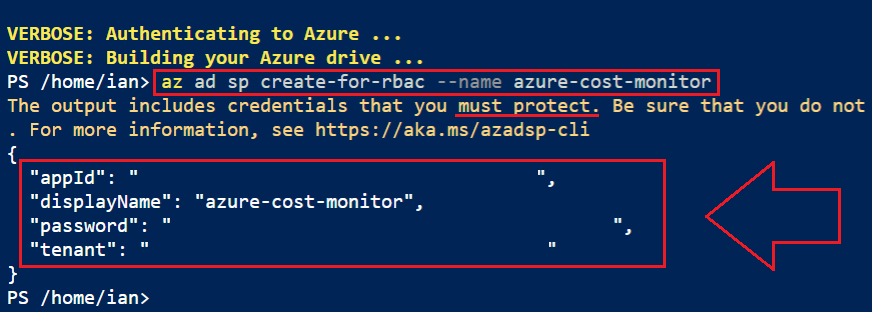 VERBOSE: Authenticating to Azure ...
VERBOSE: Building your Azure drive ...
PS /home/ian> az ad sp create-for-rbac --name azure-cost-monitor
The output includes credentials that you must protect. Be sure that you do not
. For more information, see https://aka.ms/azadsp-cli
{
"appId": "                                    ",
"displayName": "azure-cost-monitor",
"password": "                                        ",
"tenant": "                                    "
}
PS /home/ian>